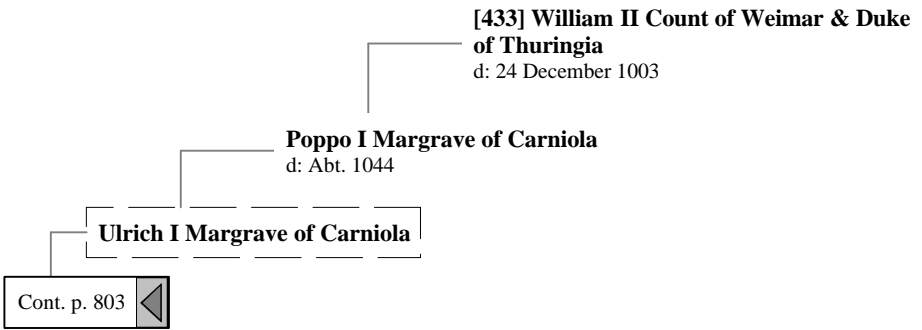 [433] William II Count of Weimar & Duke
of Thuringia
d: 24 December 1003
Poppo I Margrave of Carniola
d: Abt. 1044
Ulrich I Margrave of Carniola
Cont. p. 803